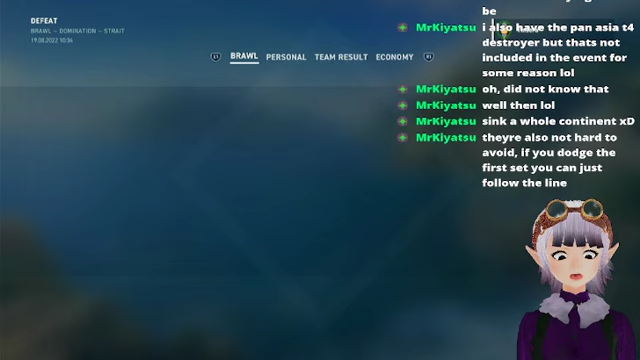 DEFEAT
BRAWL – DOMINATION – STRAIT
19.08.2022 10:04
BRAWL PERSONAL TEAM RESULT ECONOMY
be
MrKiyatsu i also have the pan asia t4
destroyer but thats not
included in the event for
some reason lol
MrKiyatsu oh, did not know that
MrKiyatsu well then lol
MrKiyatsu sink a whole continent xD
MrKiyatsu theyre also not hard to
avoid, if you dodge the
first set you can just
follow the line